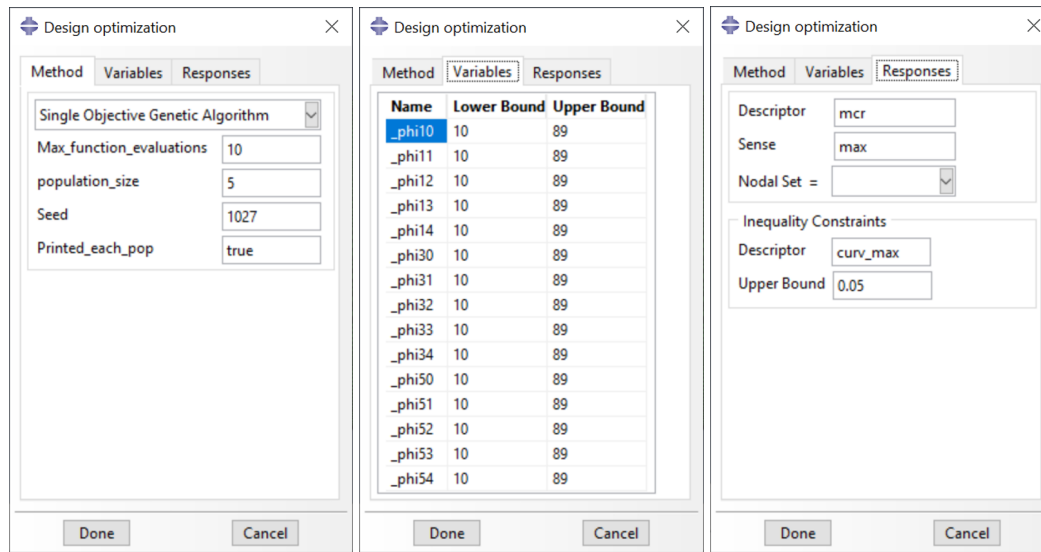 Design optimization
Method Variables Responses
Single Objective Genetic Algorithm
Max_function_evaluations 10
population_size 5
Seed 1027
Printed_each_pop true
Done Cancel
Design optimization
Method Variables Responses
Name Lower Bound Upper Bound
_phi10 10 89
_phi11 10 89
_phi12 10 89
_phi13 10 89
_phi14 10 89
_phi30 10 89
_phi31 10 89
_phi32 10 89
_phi33 10 89
_phi34 10 89
_phi50 10 89
_phi51 10 89
_phi52 10 89
_phi53 10 89
_phi54 10 89
Done Cancel
Design optimization
Method Variables Responses
Descriptor mcr
Sense max
Nodal Set =
Inequality Constraints
Descriptor curv_max
Upper Bound 0.05
Done Cancel